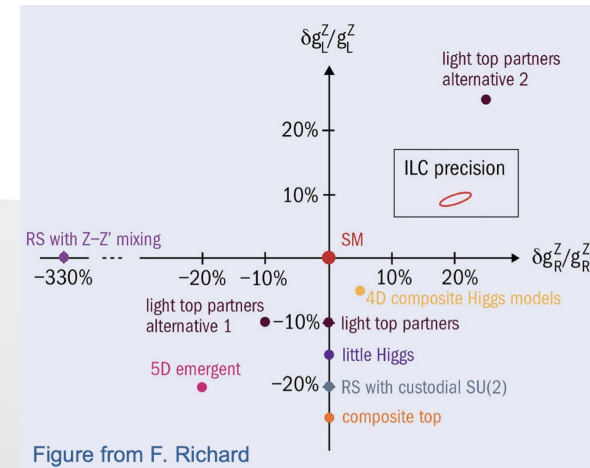 δg_L^Z/g_L^Z
light top partners
alternative 2
20%
ILC precision
10%
RS with Z–Z′ mixing
SM
δg_R^Z/g_R^Z
−330%
−20%
−10%
10%
20%
4D composite Higgs models
light top partners
alternative 1
−10%
light top partners
little Higgs
5D emergent
−20%
RS with custodial SU(2)
composite top
Figure from F. Richard